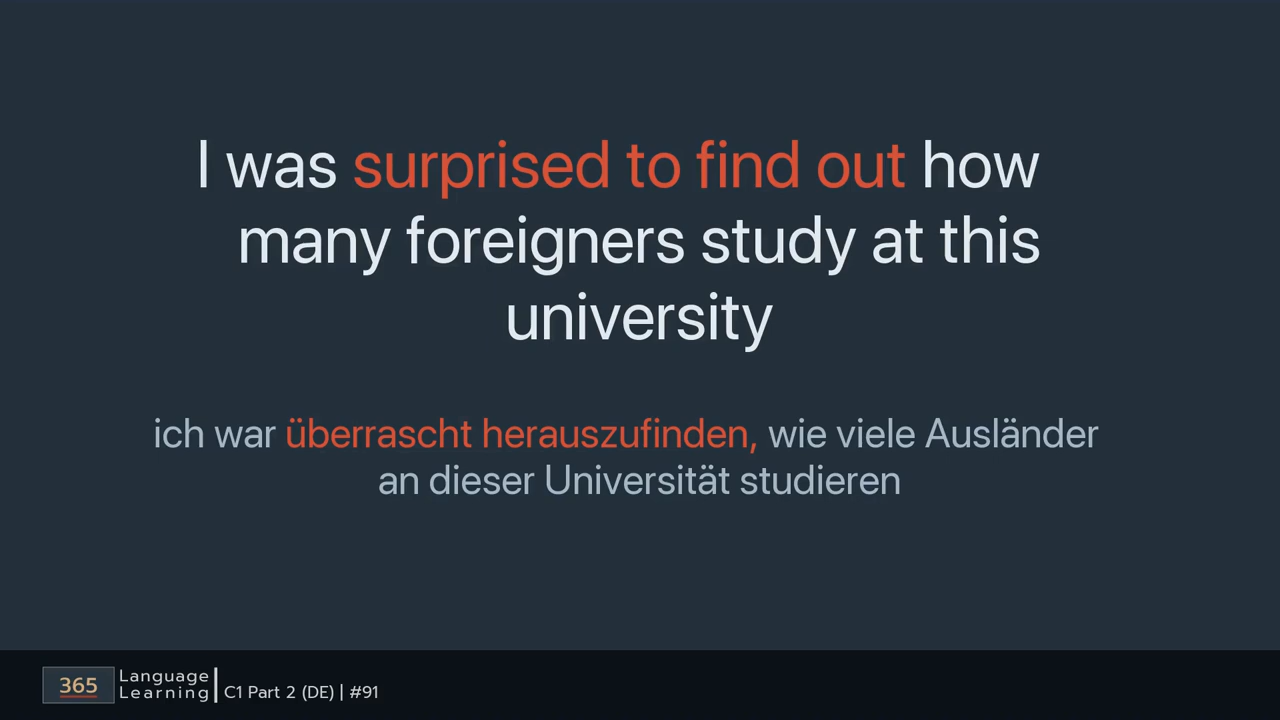 I was surprised to find out how
many foreigners study at this
university
ich war überrascht herauszufinden, wie viele Ausländer
an dieser Universität studieren
365
Language
Learning
C1 Part 2 (DE) | #91